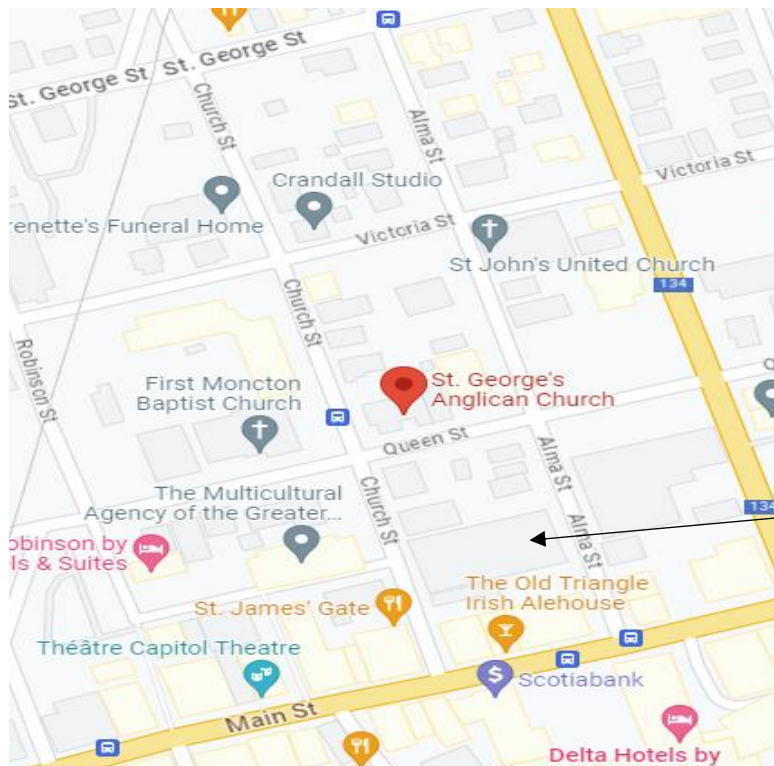 St. George St
St. George St
Church St
Alma St
Victoria St
Crandall Studio
renette's Funeral Home
Victoria St
St John's United Church
134
Church St
Robinson St
First Moncton
Baptist Church
St. George's
Anglican Church
Q
Queen St
Alma St
The Multicultural
Agency of the Greater...
Church St
Alma St
134
obinson by
ls & Suites
The Old Triangle
Irish Alehouse
St. James' Gate
Théâtre Capitol Theatre
$
Scotiabank
Main St
Delta Hotels by